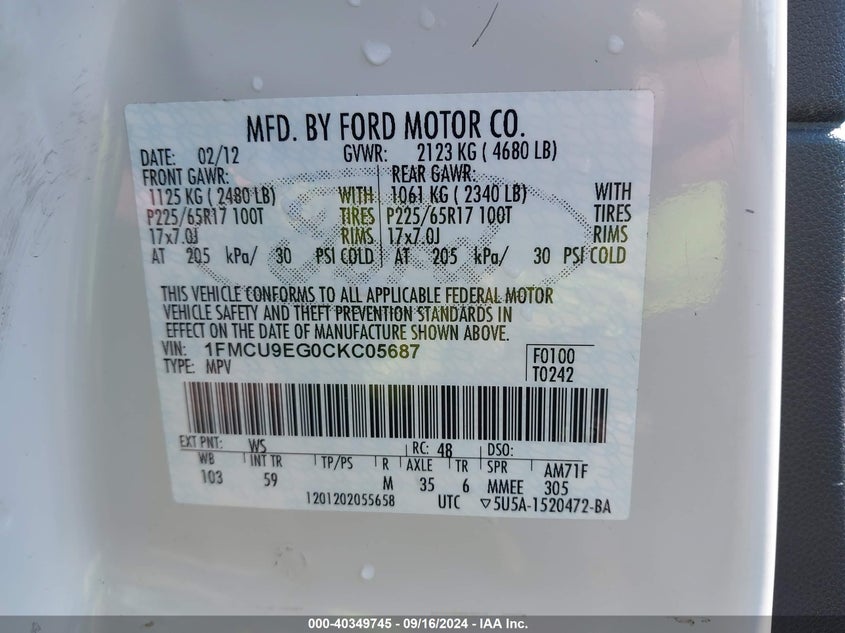 MFD. BY FORD MOTOR CO.
DATE: 02/12 GVWR: 2123 KG ( 4680 LB)
FRONT GAWR: REAR GAWR:
1125 KG ( 2480 LB) WITH 1061 KG ( 2340 LB) WITH
P225/65R17 100T TIRES P225/65R17 100T TIRES
17x7.0J RIMS 17x7.0J RIMS
AT 205 kPa/ 30 PSI COLD AT 205 kPa/ 30 PSI COLD
THIS VEHICLE CONFORMS TO ALL APPLICABLE FEDERAL MOTOR
VEHICLE SAFETY AND THEFT PREVENTION STANDARDS IN
EFFECT ON THE DATE OF MANUFACTURE SHOWN ABOVE.
VIN: 1FMCU9EG0CKC05687 F0100
TYPE: MPV T0242
EXT PNT: WS RC: 48 DSO:
WB INT TR TP/PS R AXLE TR SPR AM71F
103 59 M 35 6 MMEE 305
1201202055658 UTC ▽5U5A-1520472-BA
000-40349745 - 09/16/2024 - IAA Inc.